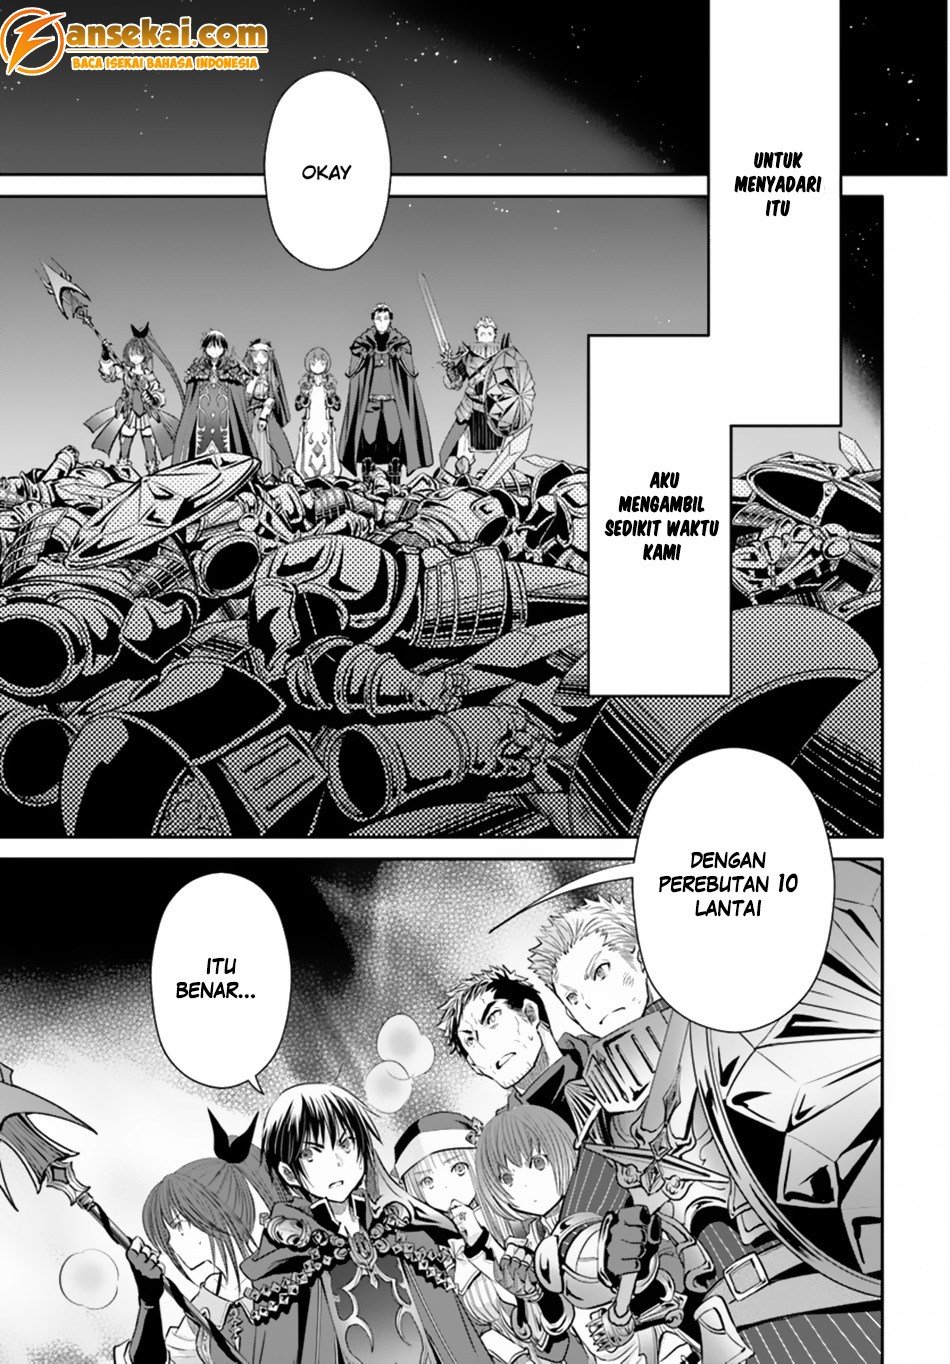 ansekai.com
BACA ISEKAI BAHASA INDONESIA
UNTUK
MENYADARI
ITU
OKAY
AKU
MENGAMBIL
SEDIKIT WAKTU
KAMI
DENGAN
PEREBUTAN 10
LANTAI
ITU
BENAR...